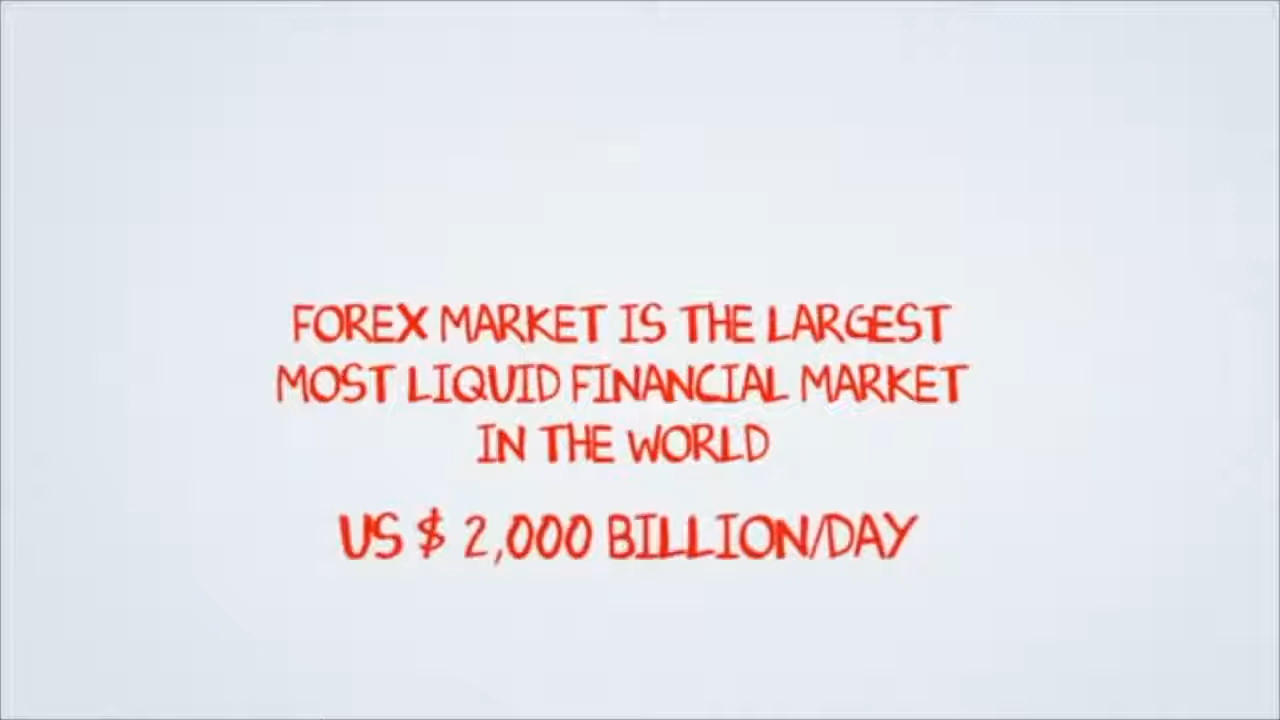 FOREX MARKET IS THE LARGEST
MOST LIQUID FINANCIAL MARKET
IN THE WORLD
US $ 2,000 BILLION/DAY